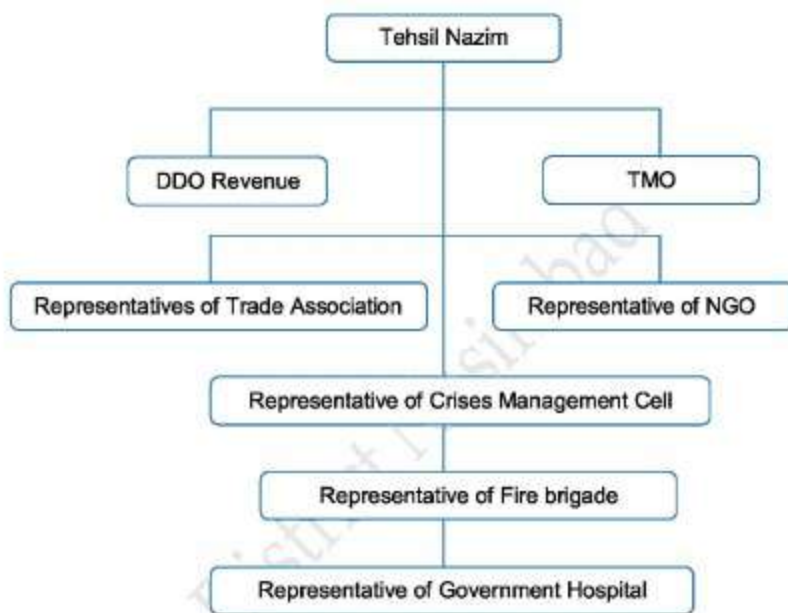 Tehsil Nazim
DDO Revenue
TMO
Representatives of Trade Association
Representative of NGO
Representative of Crises Management Cell
Representative of Fire brigade
Representative of Government Hospital
District